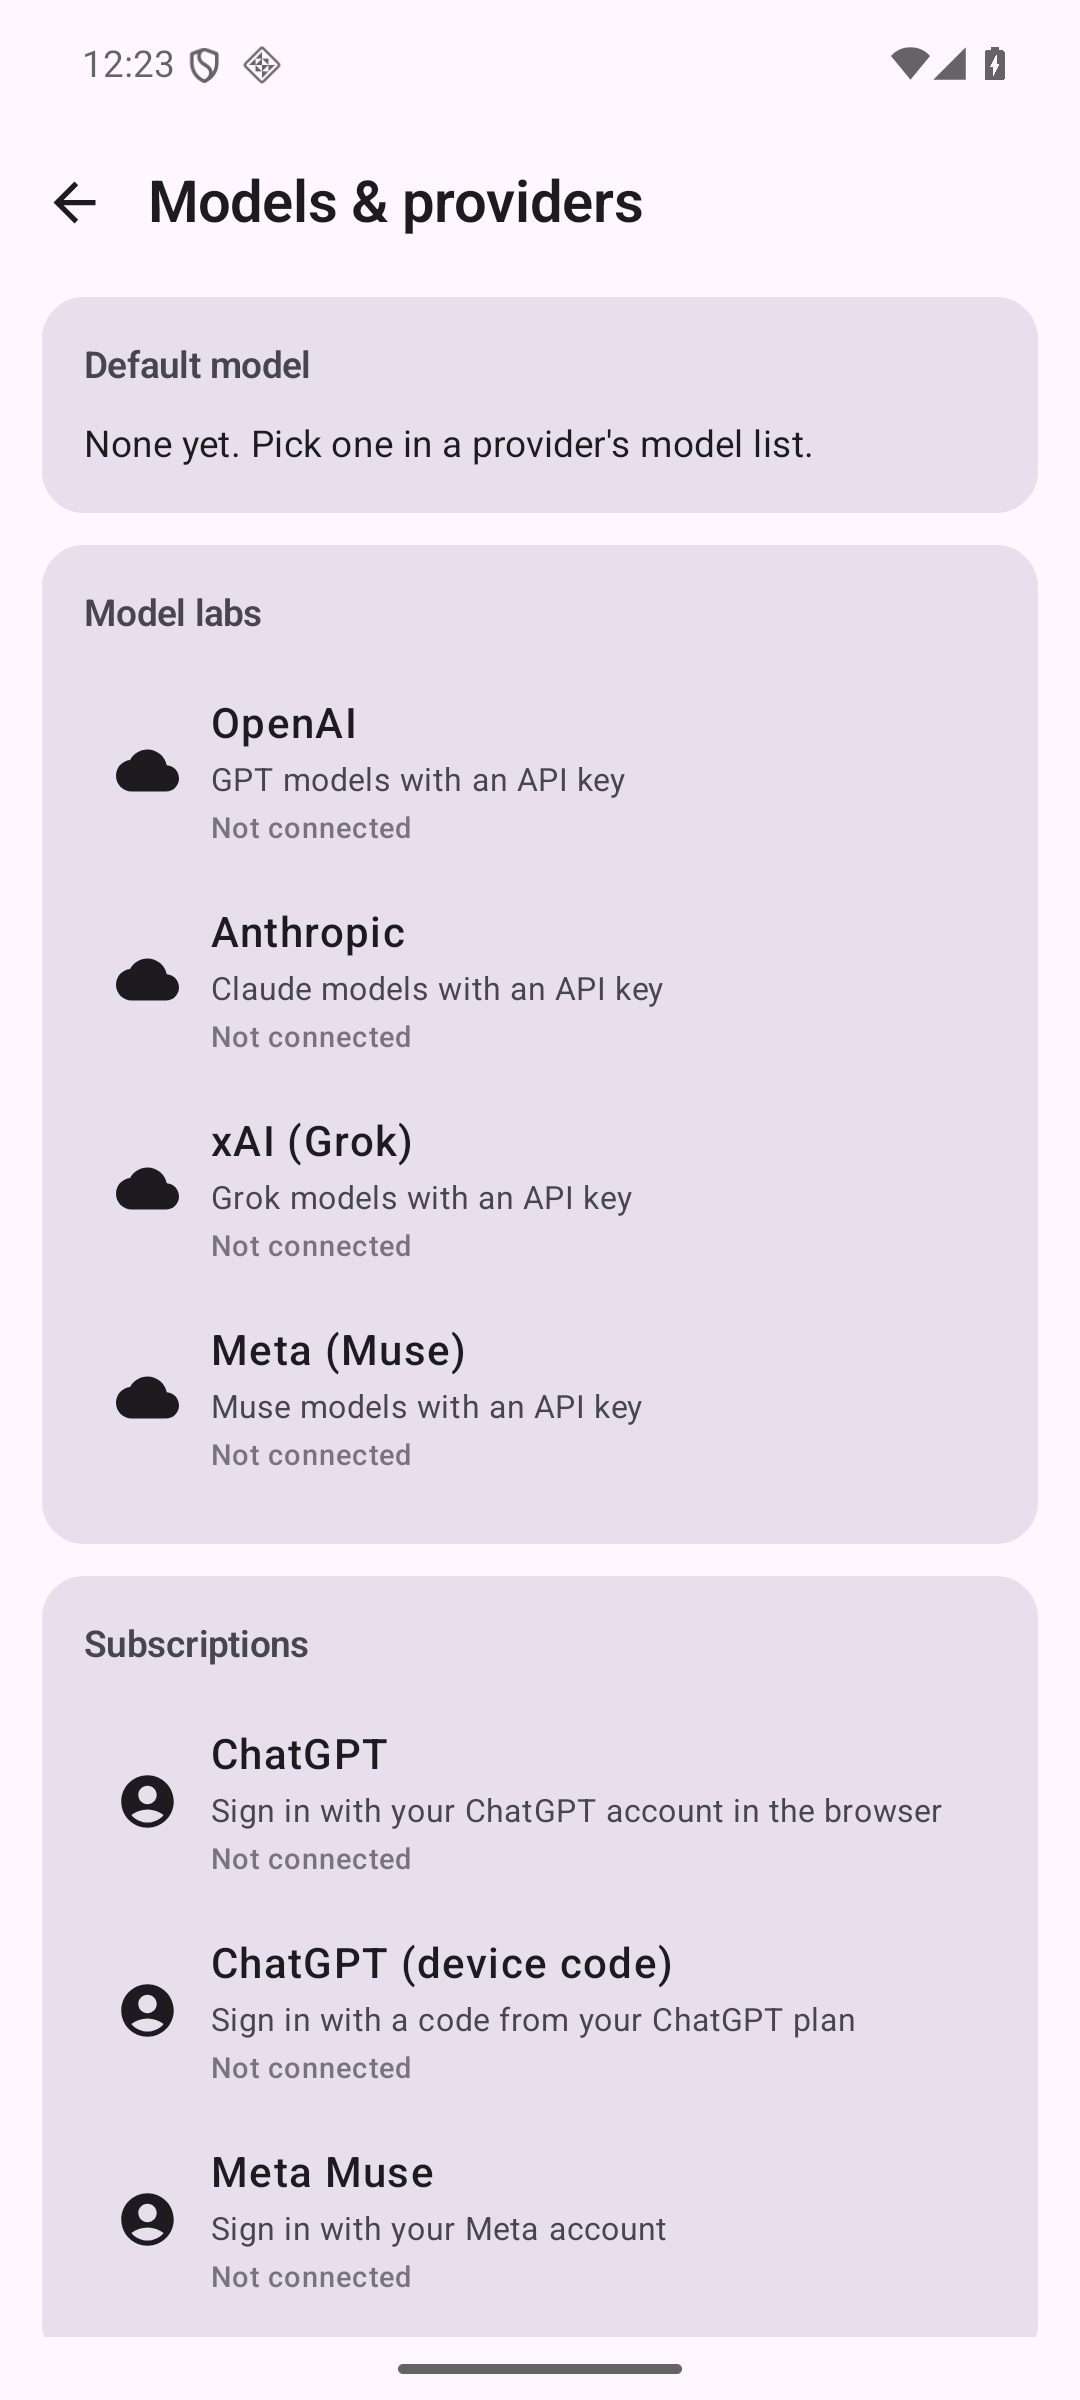 12:23
Models & providers
Default model
None yet. Pick one in a provider's model list.
Model labs
OpenAI
GPT models with an API key
Not connected
Anthropic
Claude models with an API key
Not connected
xAI (Grok)
Grok models with an API key
Not connected
Meta (Muse)
Muse models with an API key
Not connected
Subscriptions
ChatGPT
Sign in with your ChatGPT account in the browser
Not connected
ChatGPT (device code)
Sign in with a code from your ChatGPT plan
Not connected
Meta Muse
Sign in with your Meta account
Not connected